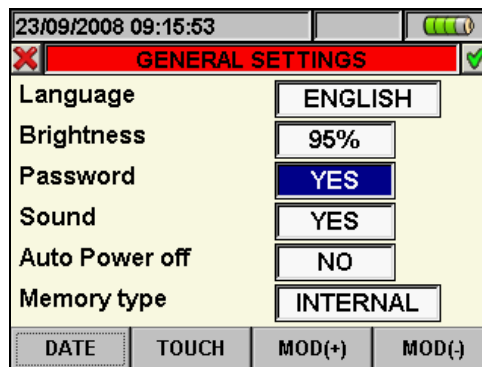 23/09/2008 09:15:53
GENERAL SETTINGS
Language ENGLISH
Brightness 95%
Password YES
Sound YES
Auto Power off NO
Memory type INTERNAL
DATE TOUCH MOD(+) MOD(-)